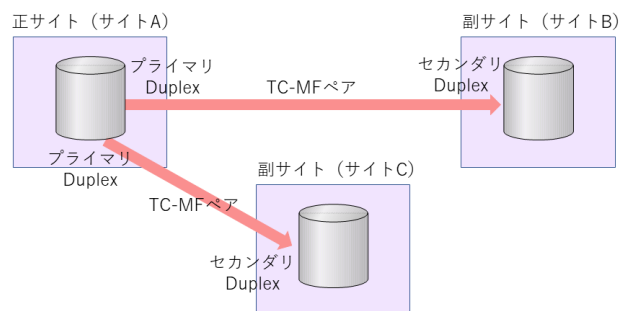 正サイト（サイトA）
副サイト（サイトB）
プライマリ
Duplex
TC-MFペア
セカンダリ
Duplex
プライマリ
Duplex
副サイト（サイトC）
TC-MFペア
セカンダリ
Duplex